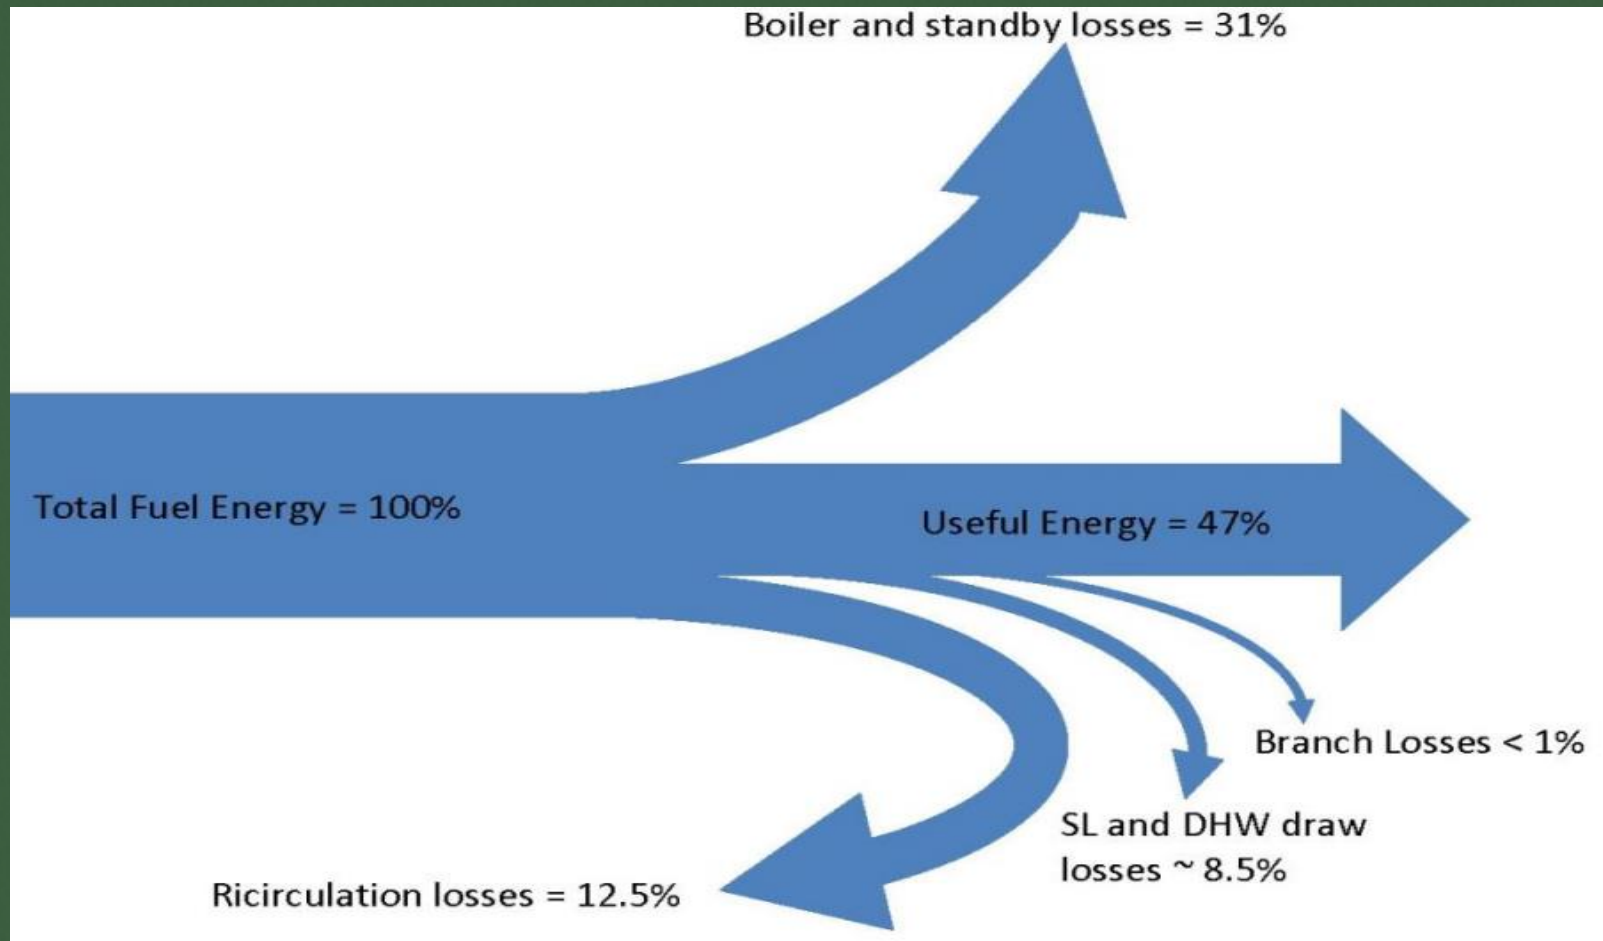 Boiler and standby losses = 31%
Total Fuel Energy = 100%
Useful Energy = 47%
Branch Losses < 1%
SL and DHW draw
losses ~ 8.5%
Ricirculation losses = 12.5%